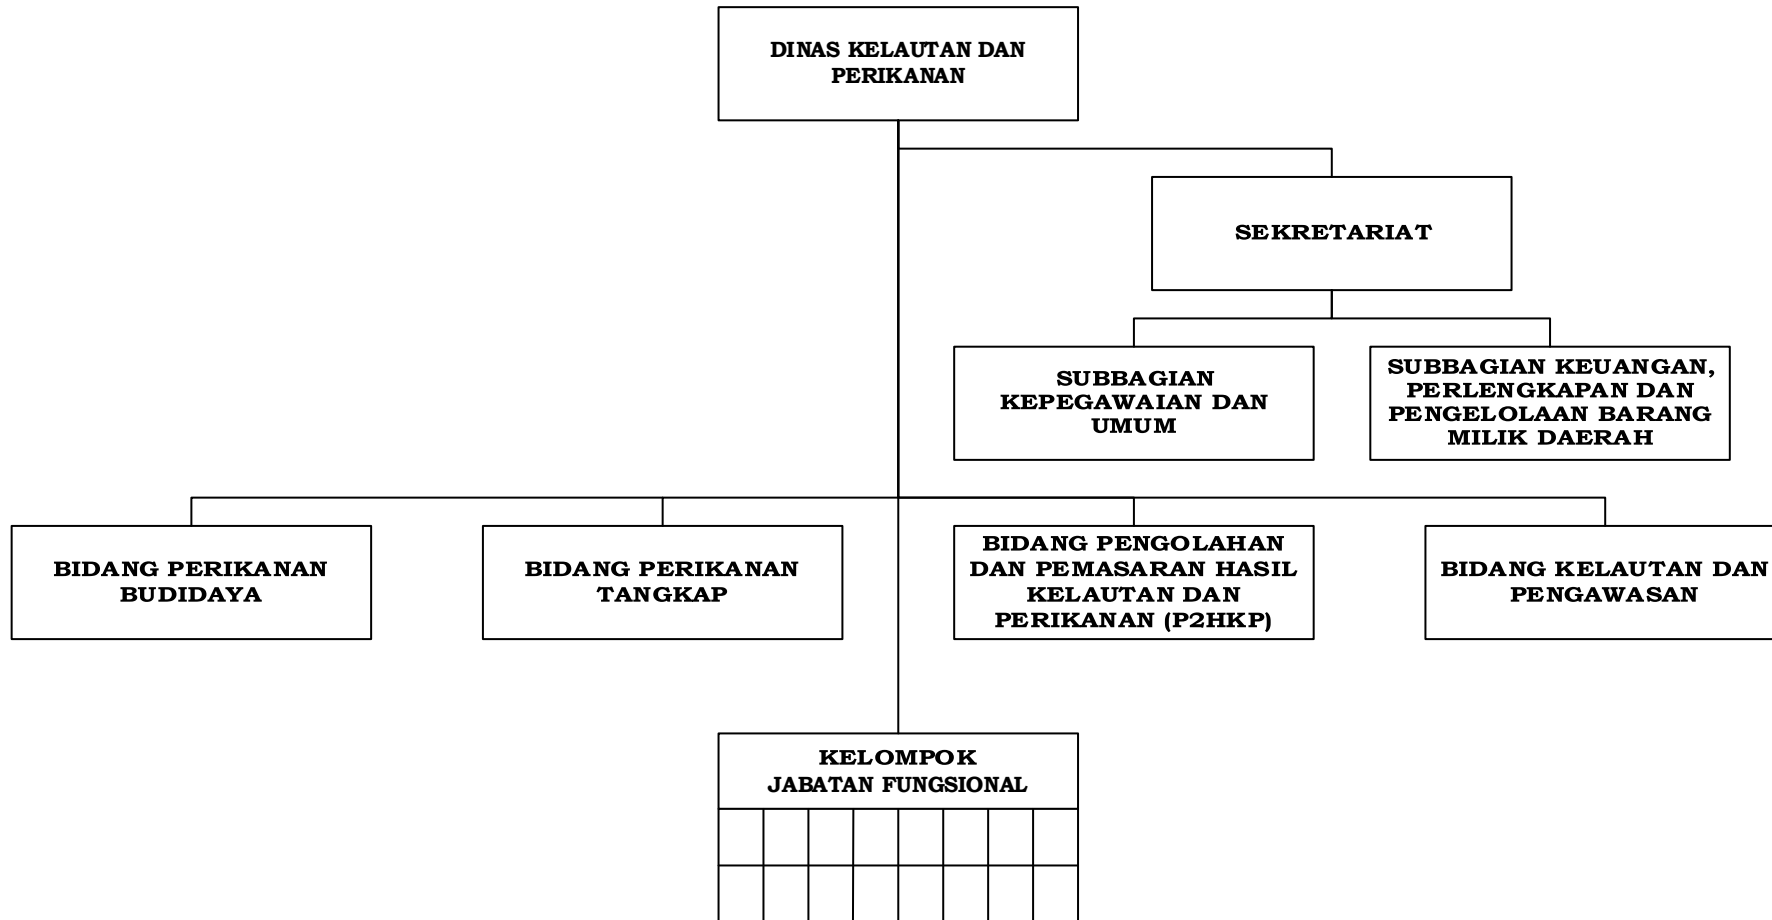 DINAS KELAUTAN DAN
PERIKANAN
SEKRETARIAT
SUBBAGIAN
KEPEGAWAIAN DAN
UMUM
SUBBAGIAN KEUANGAN,
PERLENGKAPAN DAN
PENGELOLAAN BARANG
MILIK DAERAH
BIDANG PERIKANAN
BUDIDAYA
BIDANG PERIKANAN
TANGKAP
BIDANG PENGOLAHAN
DAN PEMASARAN HASIL
KELAUTAN DAN
PERIKANAN (P2HKP)
BIDANG KELAUTAN DAN
PENGAWASAN
KELOMPOK
JABATAN FUNGSIONAL